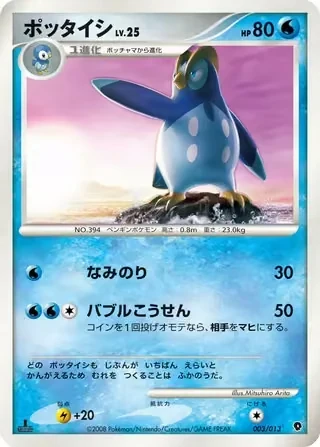 ポッタイシ LV.25 HP 80
1進化 ポッチャマから進化
NO.394 ペンギンポケモン 高さ:0.8m 重さ:23.0kg
Illus.Mitsuhiro Arita
なみのり 30
バブルこうせん 50
コインを1回投げオモテなら、相手をマヒにする。
どの ポッタイシも じぶんが いちばん えらいと
かんがえるため むれを つくることは ふかのうだ。
弱点 抵抗力 にげる
+20
©2008 Pokémon/Nintendo/Creatures/GAME FREAK
003/013